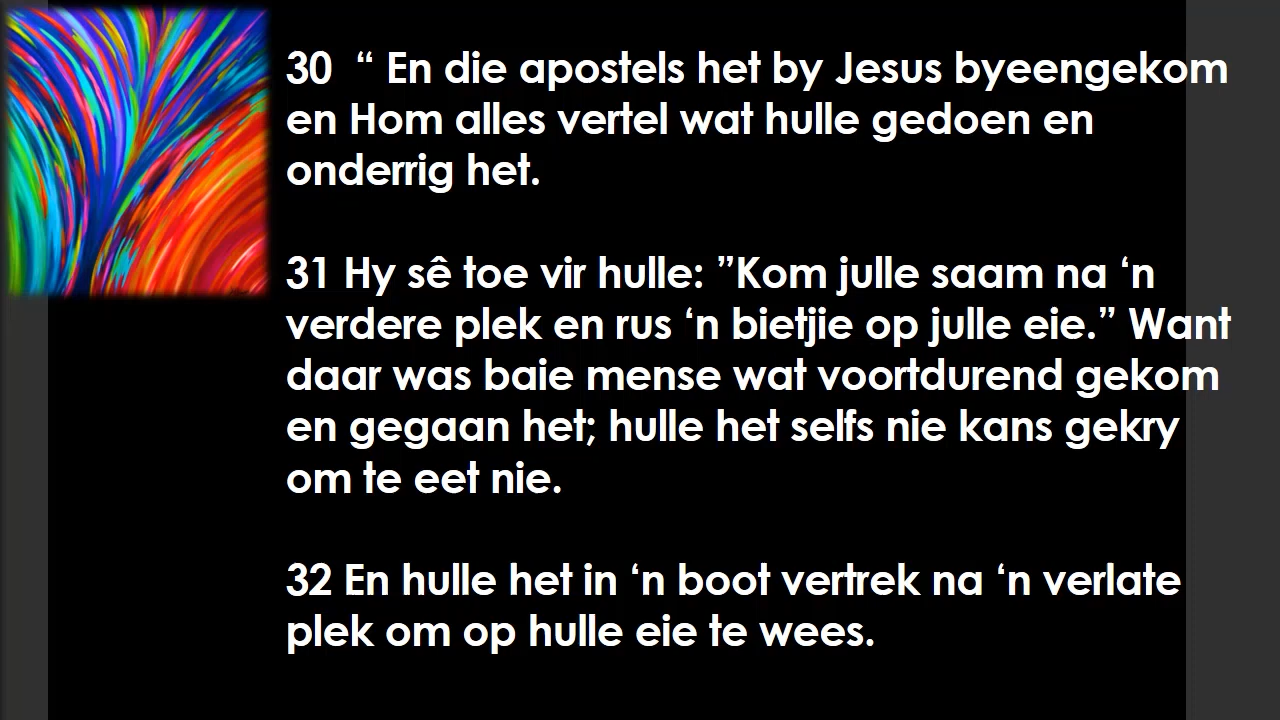 30 “ En die apostels het by Jesus byeengekom
en Hom alles vertel wat hulle gedoen en
onderrig het.
31 Hy sê toe vir hulle: ”Kom julle saam na ‘n
verdere plek en rus ‘n bietjie op julle eie.” Want
daar was baie mense wat voortdurend gekom
en gegaan het; hulle het selfs nie kans gekry
om te eet nie.
32 En hulle het in ‘n boot vertrek na ‘n verlate
plek om op hulle eie te wees.